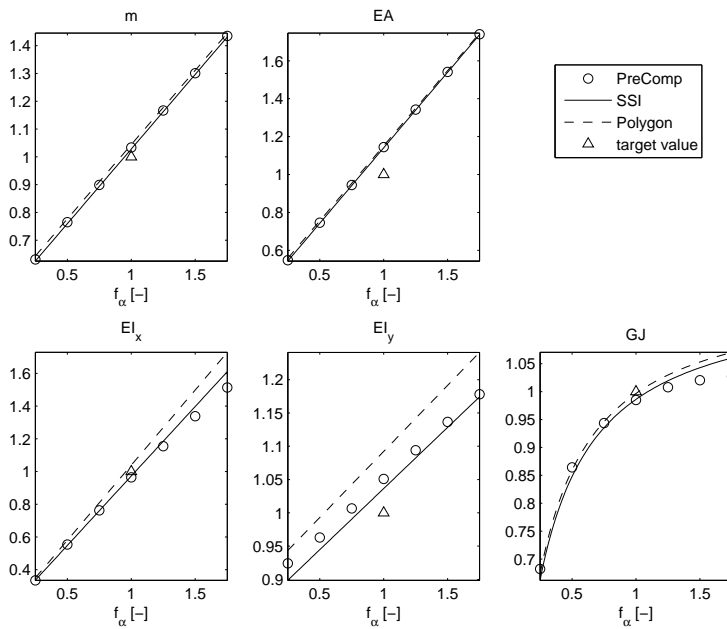 m
1.4
1.3
1.2
1.1
1
0.9
0.8
0.7
0.5 1 1.5
f_α [−]
EA
1.6
1.4
1.2
1
0.8
0.6
0.5 1 1.5
f_α [−]
PreComp
SSI
Polygon
target value
EI_x
1.6
1.4
1.2
1
0.8
0.6
0.4
0.5 1 1.5
f_α [−]
EI_y
1.2
1.15
1.1
1.05
1
0.95
0.9
0.5 1 1.5
f_α [−]
GJ
1.05
1
0.95
0.9
0.85
0.8
0.75
0.7
0.5 1 1.5
f_α [−]